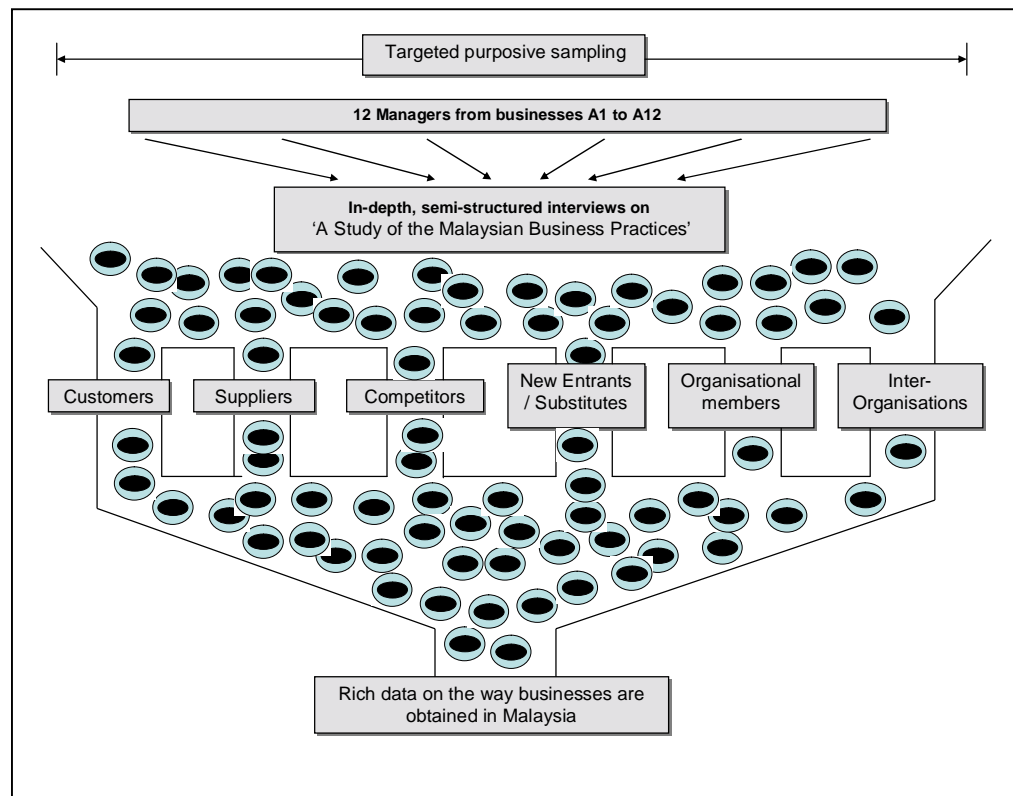 Targeted purposive sampling
12 Managers from businesses A1 to A12
In-depth, semi-structured interviews on
‘A Study of the Malaysian Business Practices’
Customers
Suppliers
Competitors
New Entrants
/ Substitutes
Organisational
members
Inter-
Organisations
Rich data on the way businesses are
obtained in Malaysia